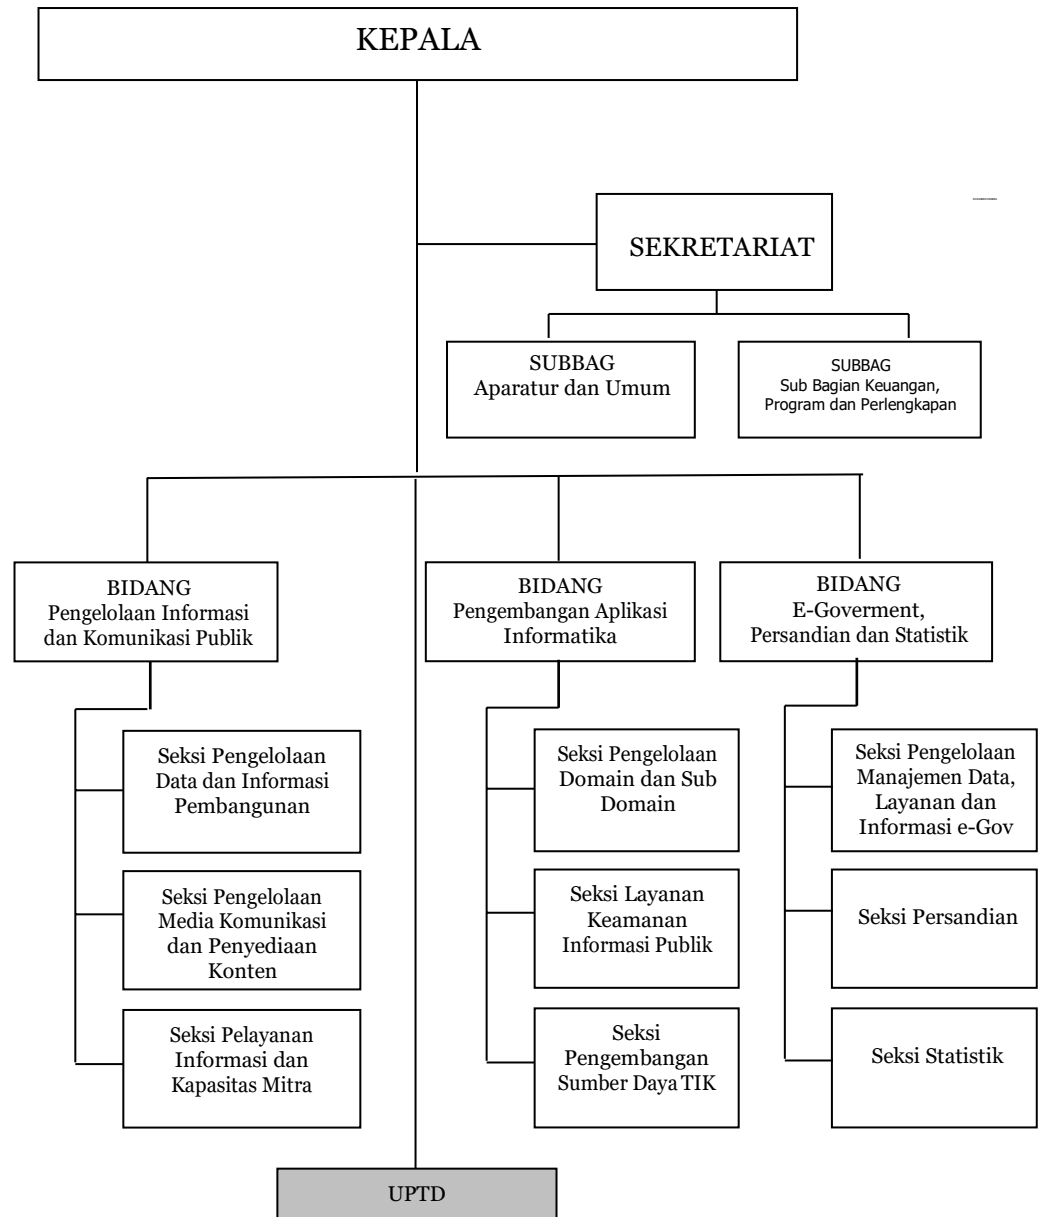 KEPALA
SEKRETARIAT
SUBBAG
Aparatur dan Umum
SUBBAG
Sub Bagian Keuangan,
Program dan Perlengkapan
BIDANG
Pengelolaan Informasi
dan Komunikasi Publik
BIDANG
Pengembangan Aplikasi
Informatika
BIDANG
E-Goverment,
Persandian dan Statistik
Seksi Pengelolaan
Data dan Informasi
Pembangunan
Seksi Pengelolaan
Media Komunikasi
dan Penyediaan
Konten
Seksi Pelayanan
Informasi dan
Kapasitas Mitra
Seksi Pengelolaan
Domain dan Sub
Domain
Seksi Layanan
Keamanan
Informasi Publik
Seksi
Pengembangan
Sumber Daya TIK
Seksi Pengelolaan
Manajemen Data,
Layanan dan
Informasi e-Gov
Seksi Persandian
Seksi Statistik
UPTD